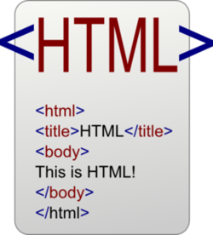 <HTML>
<html>
<title>HTML</title>
<body>
This is HTML!
</body>
</html>